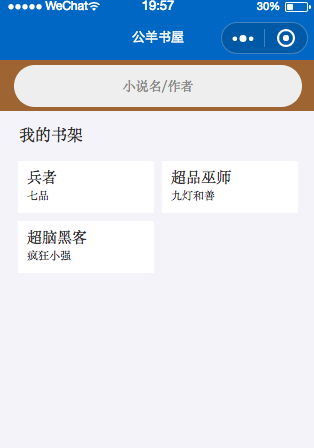 WeChat 19:57 30%
公羊书屋
小说名/作者
我的书架
兵者
七品
超品巫师
九灯和善
超脑黑客
疯狂小强